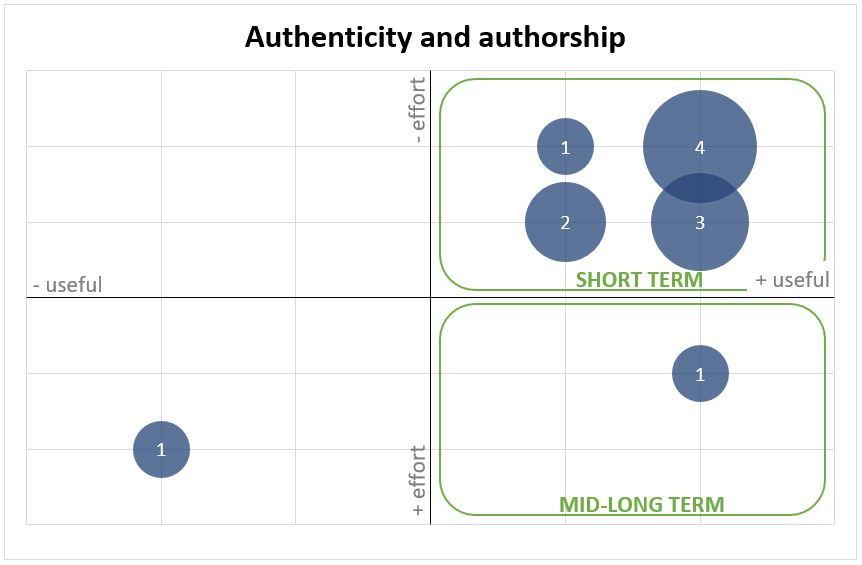 Authenticity and authorship
- effort
1
4
2
3
- useful
SHORT TERM
+ useful
1
1
+ effort
MID-LONG TERM